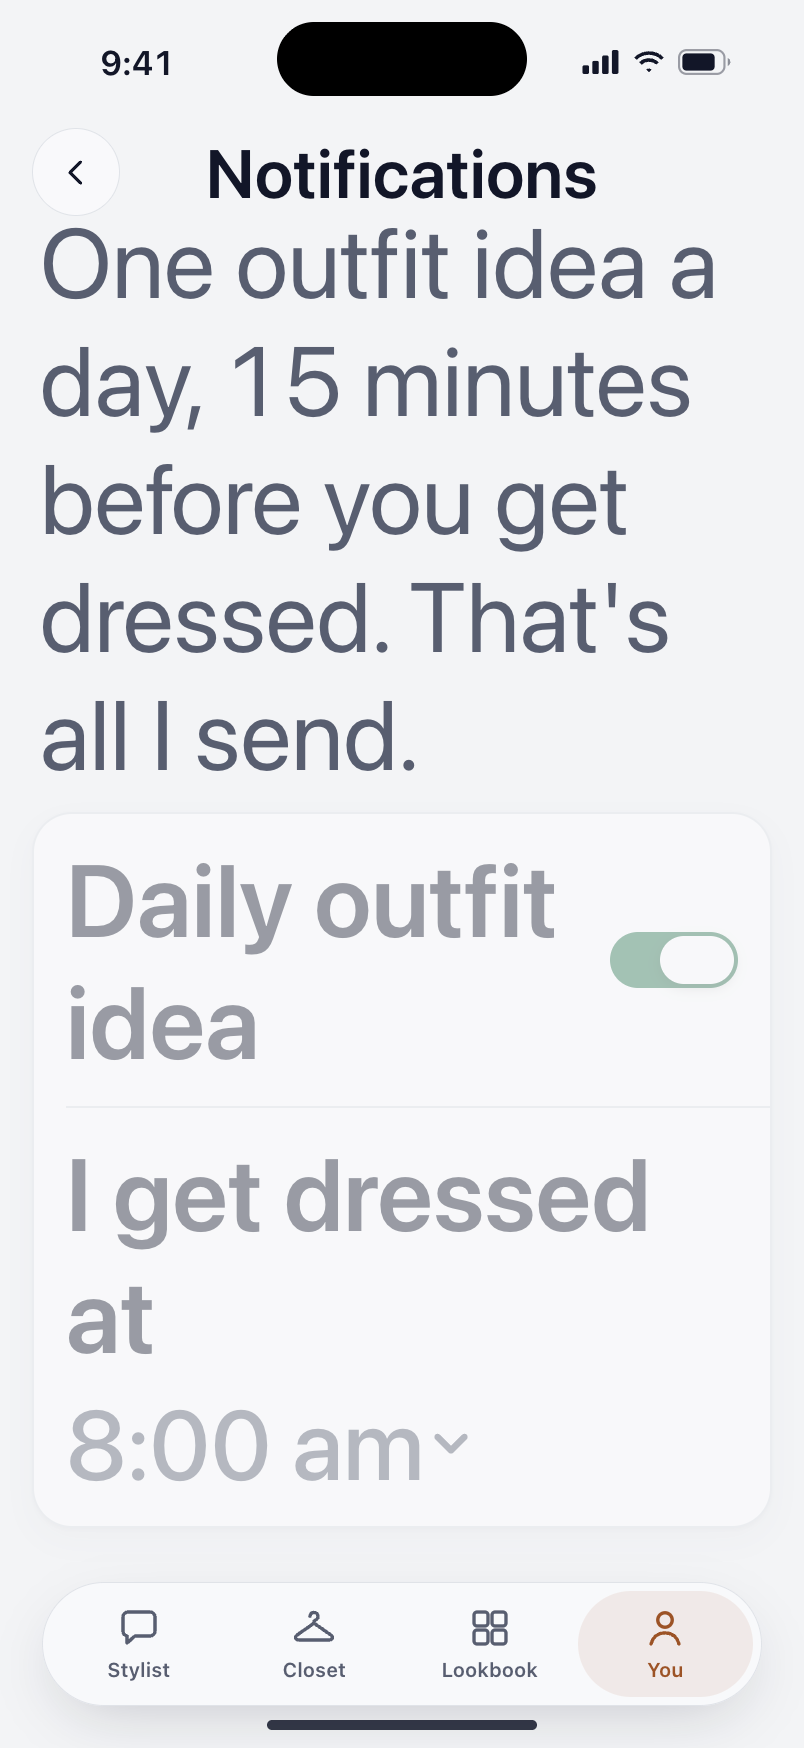 9:41
Notifications
One outfit idea a
day, 15 minutes
before you get
dressed. That's
all I send.
Daily outfit
idea
I get dressed
at
8:00 am
Stylist
Closet
Lookbook
You